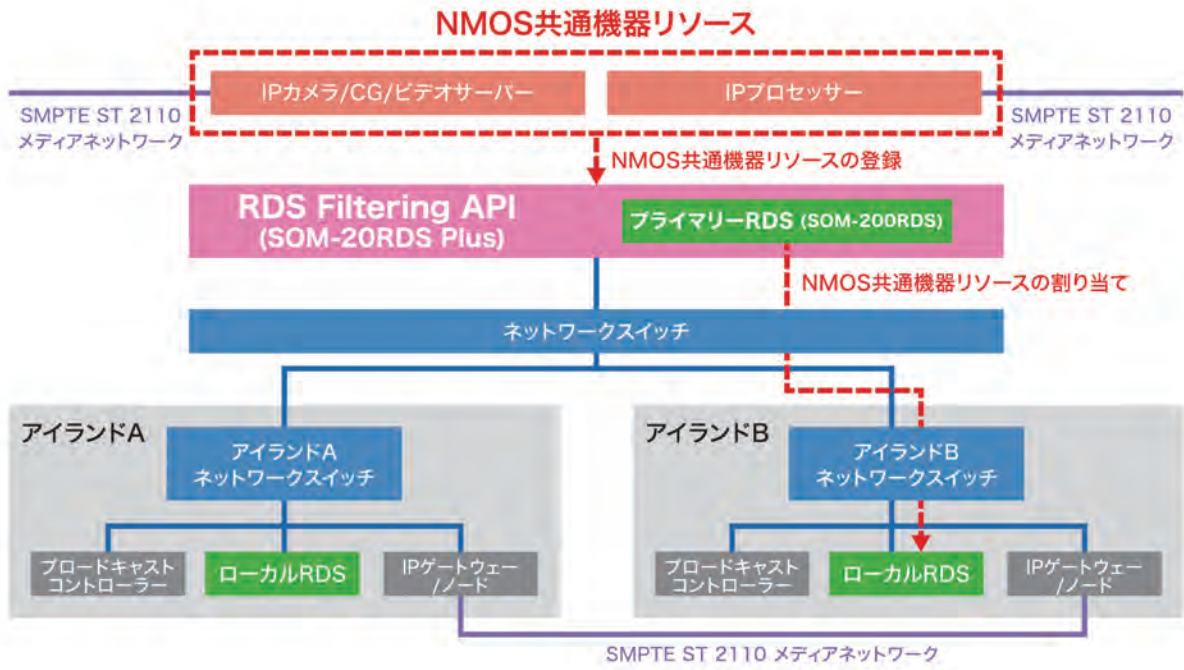 NMOS共通機器リソース
IPカメラ/CG/ビデオサーバー
IPプロセッサー
SMPTE ST 2110
メディアネットワーク
SMPTE ST 2110
メディアネットワーク
NMOS共通機器リソースの登録
RDS Filtering API
(SOM-20RDS Plus)
プライマリーRDS (SOM-200RDS)
NMOS共通機器リソースの割り当て
ネットワークスイッチ
アイランドA
アイランドA
ネットワークスイッチ
ブロードキャスト
コントローラー
ローカルRDS
IPゲートウェー
/ノード
アイランドB
アイランドB
ネットワークスイッチ
ブロードキャスト
コントローラー
ローカルRDS
IPゲートウェー
/ノード
SMPTE ST 2110 メディアネットワーク